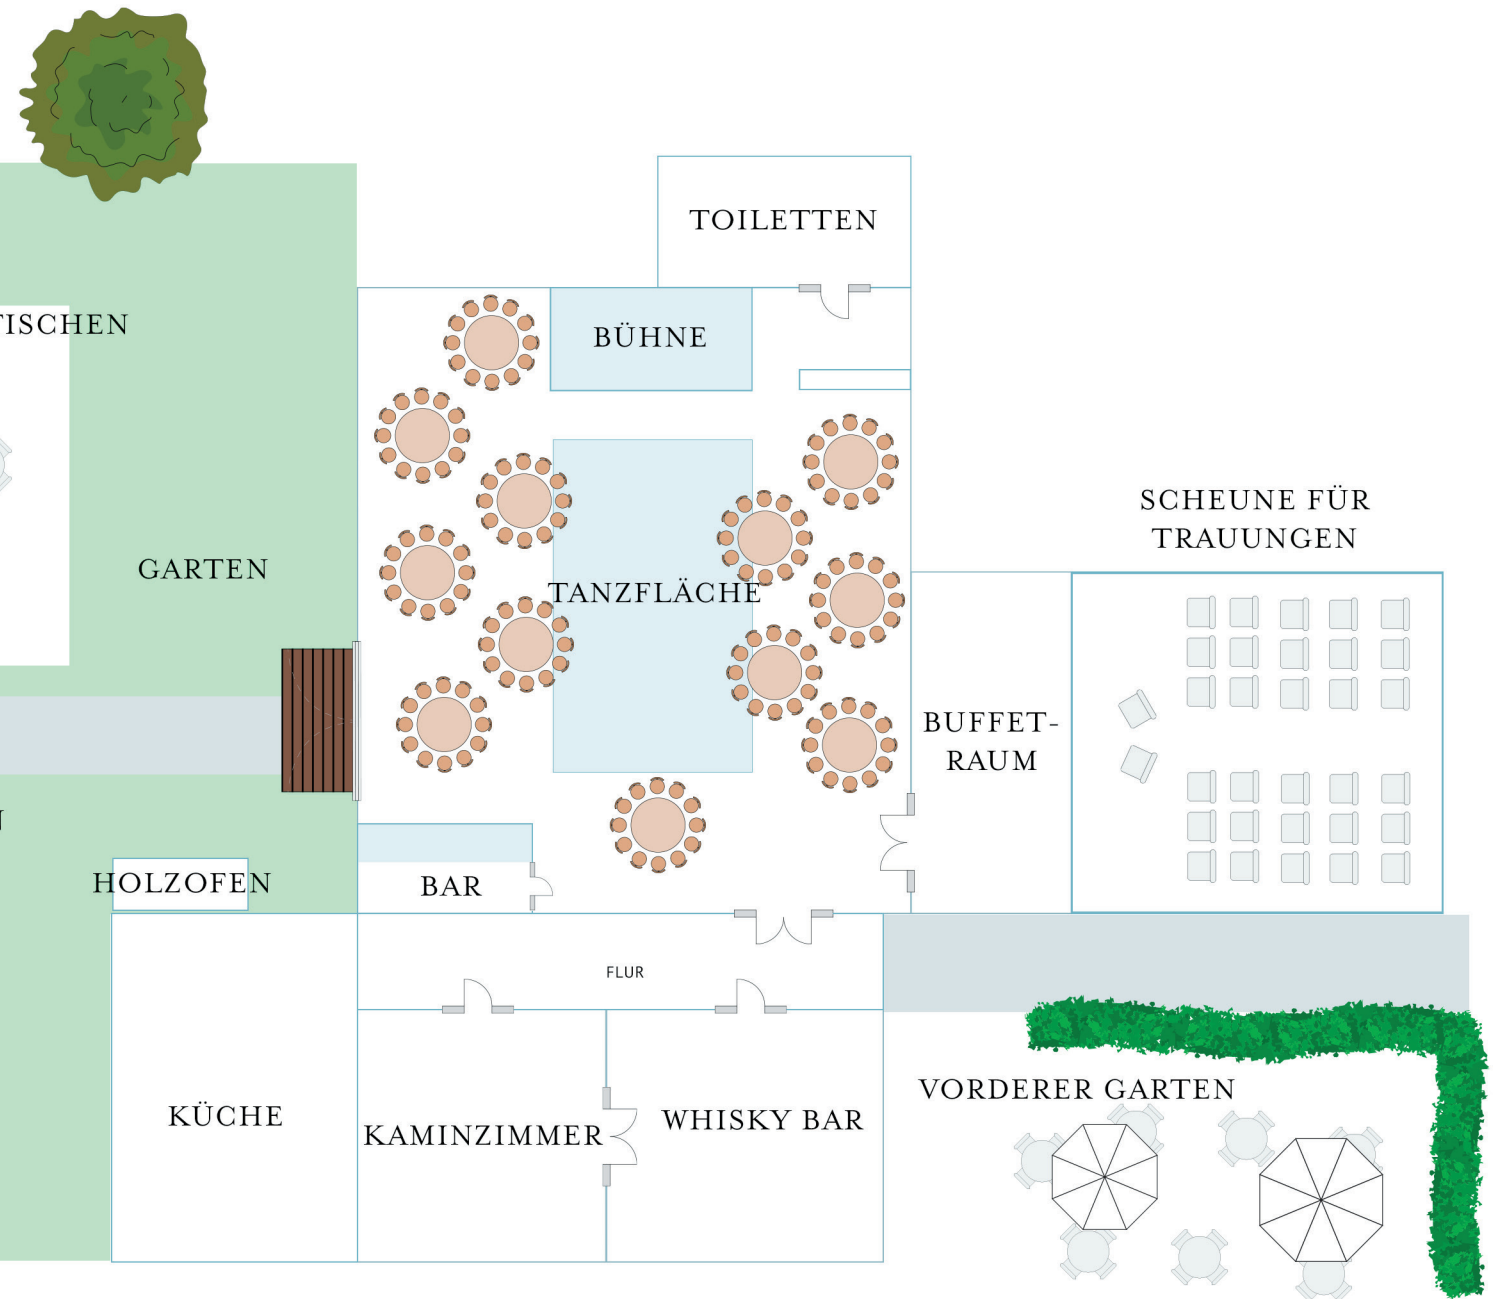 TOILETTEN
TISCHEN
BÜHNE
SCHEUNE FÜR
TRAUUNGEN
GARTEN
TANZFLÄCHE
BUFFET-
RAUM
N
HOLZOFEN
BAR
FLUR
VORDERER GARTEN
KÜCHE
KAMINZIMMER
WHISKY BAR